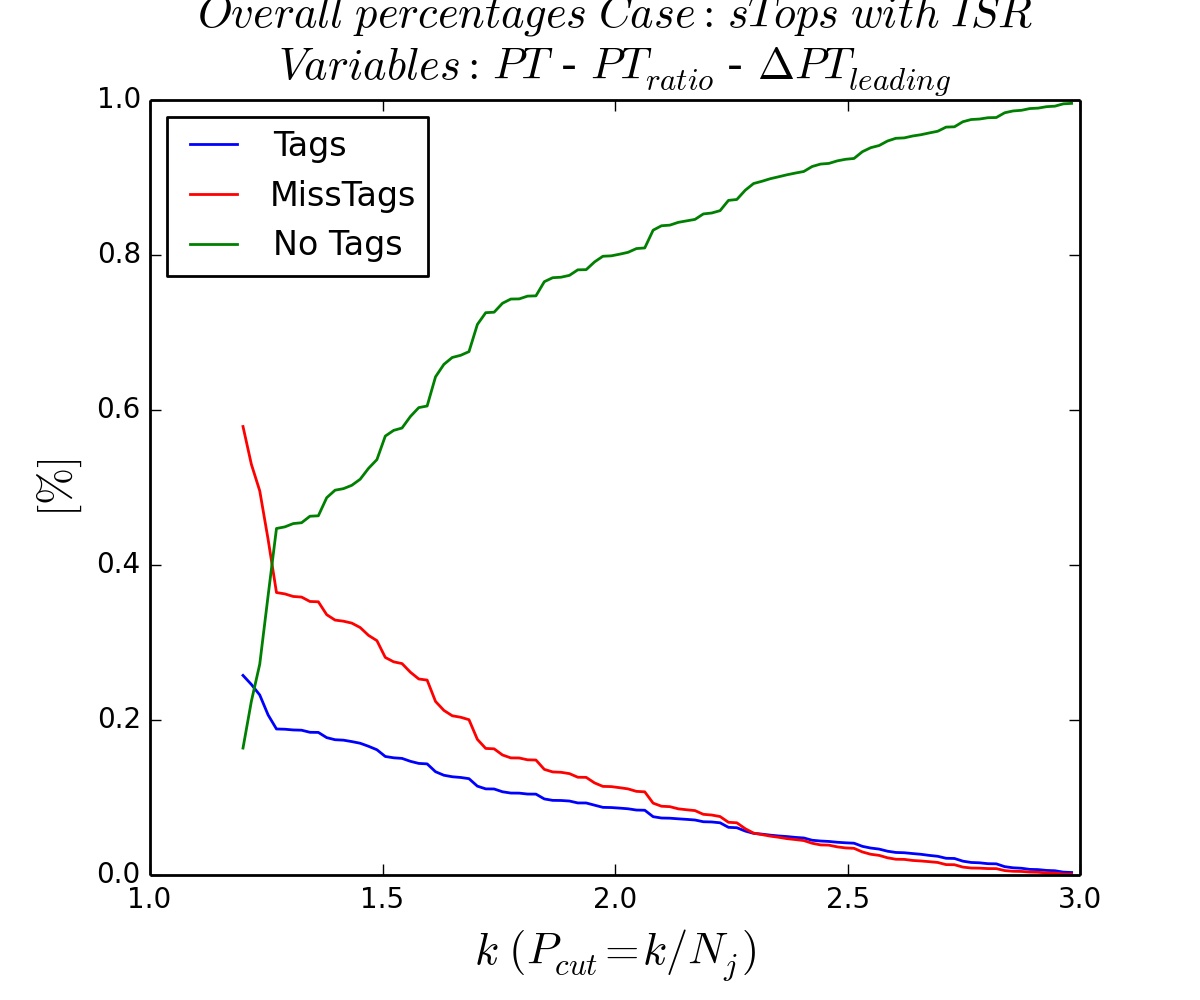 Overall percentages Case: sTops with ISR
Variables: PT - PT_ratio - ΔPT_leading
1.0
Tags
MissTags
No Tags
0.8
0.6
[%]
0.4
0.2
0.0
1.0 1.5 2.0 2.5 3.0
k (P_cut = k/N_j)